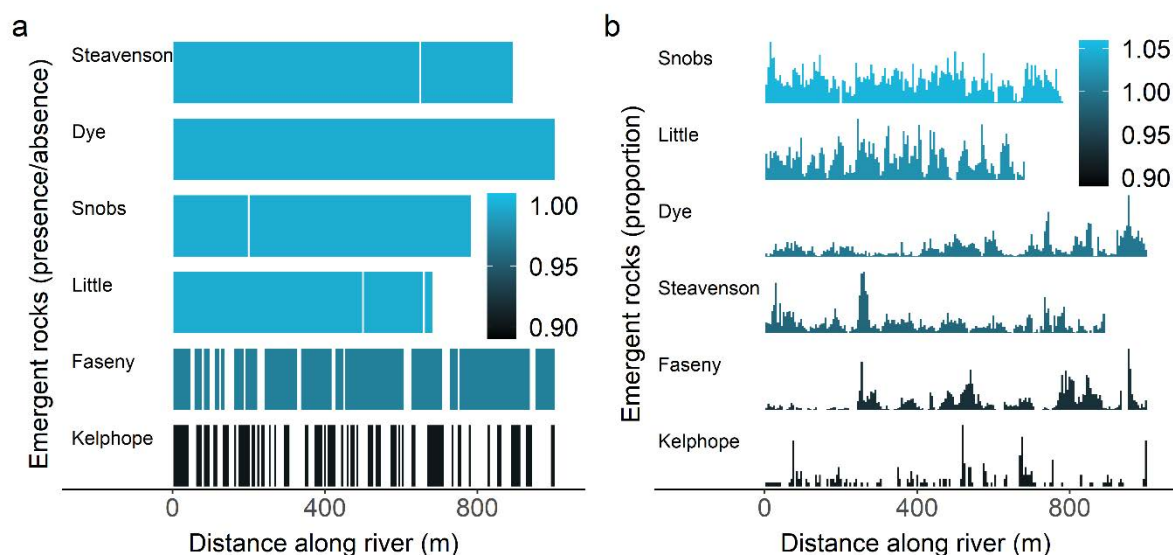 a
Emergent rocks (presence/absence)
Steavenson
Dye
Snobs
Little
Faseny
Kelphope
1.00
0.95
0.90
0 400 800
Distance along river (m)
b
Emergent rocks (proportion)
Snobs
Little
Dye
Steavenson
Faseny
Kelphope
1.05
1.00
0.95
0.90
0 400 800
Distance along river (m)